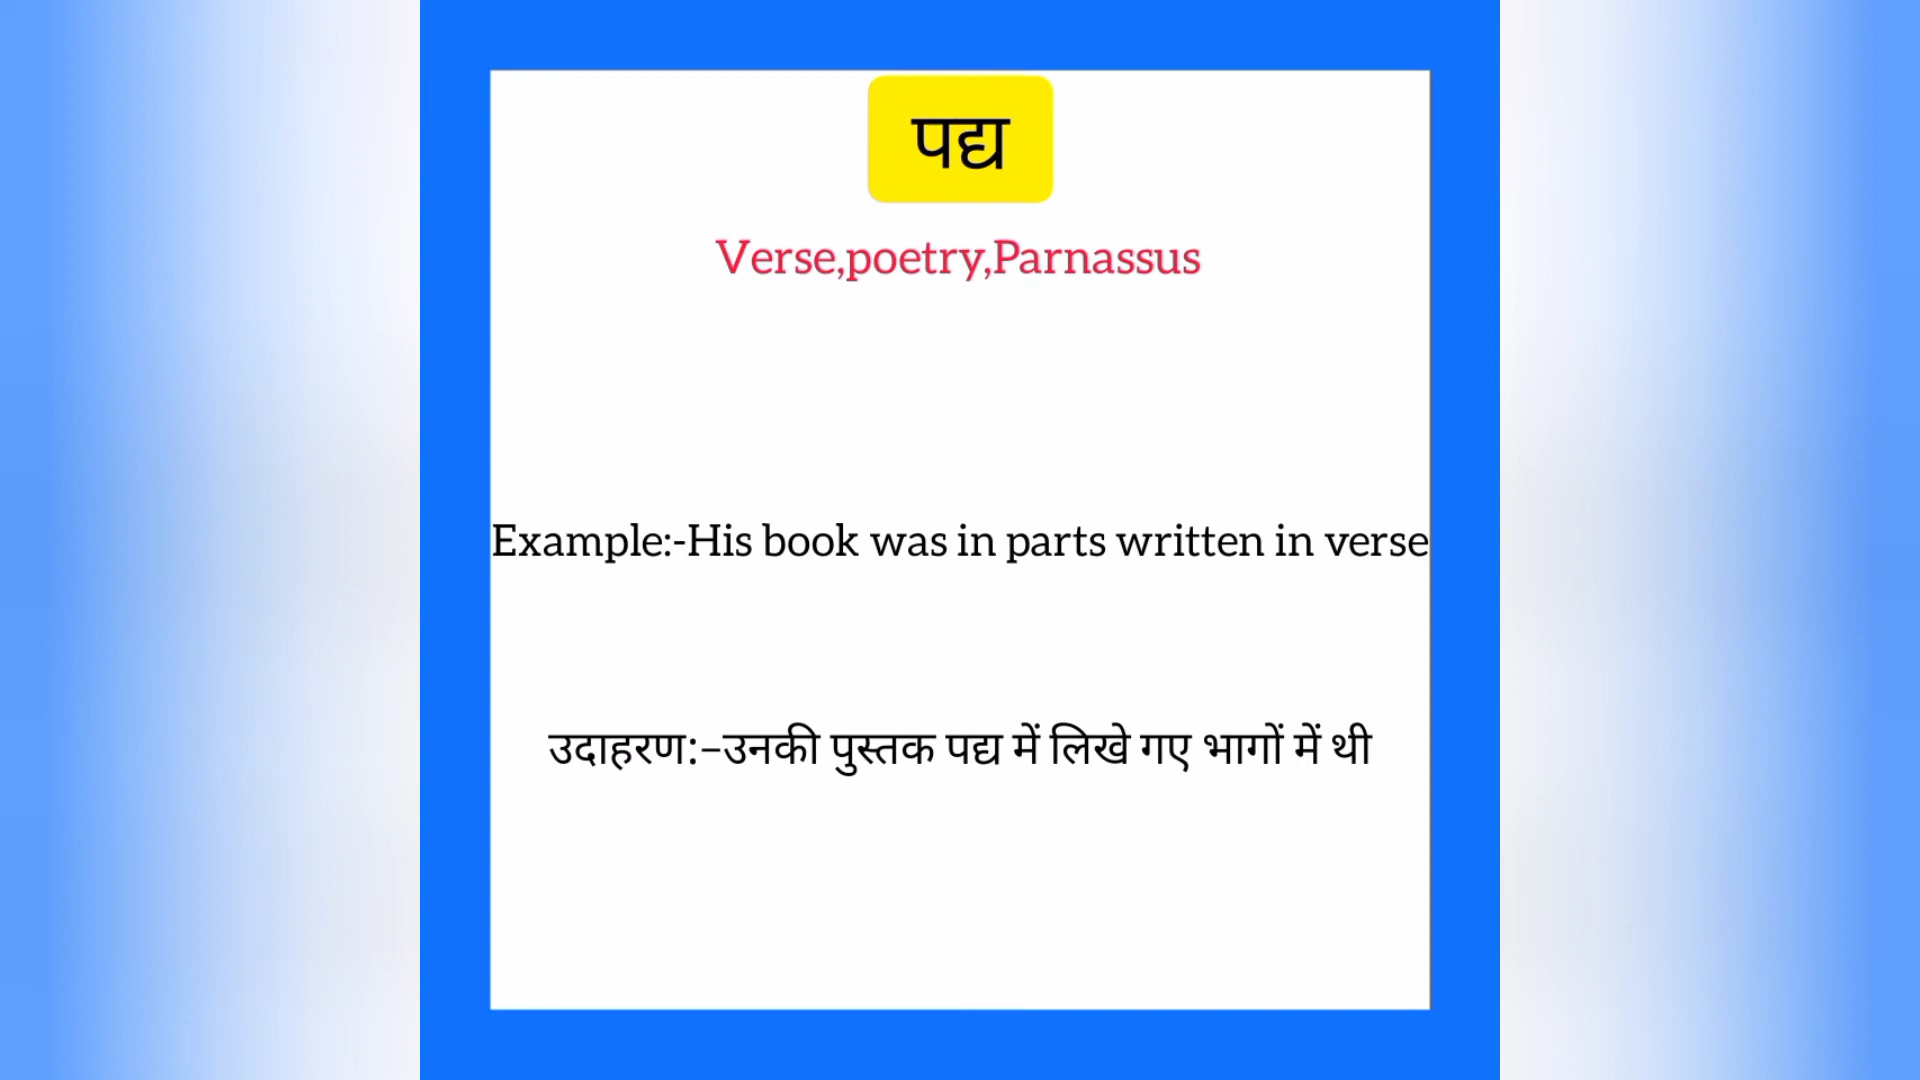 पद्य
Verse,poetry,Parnassus
Example:-His book was in parts written in verse
उदाहरण:–उनकी पुस्तक पद्य में लिखे गए भागों में थी